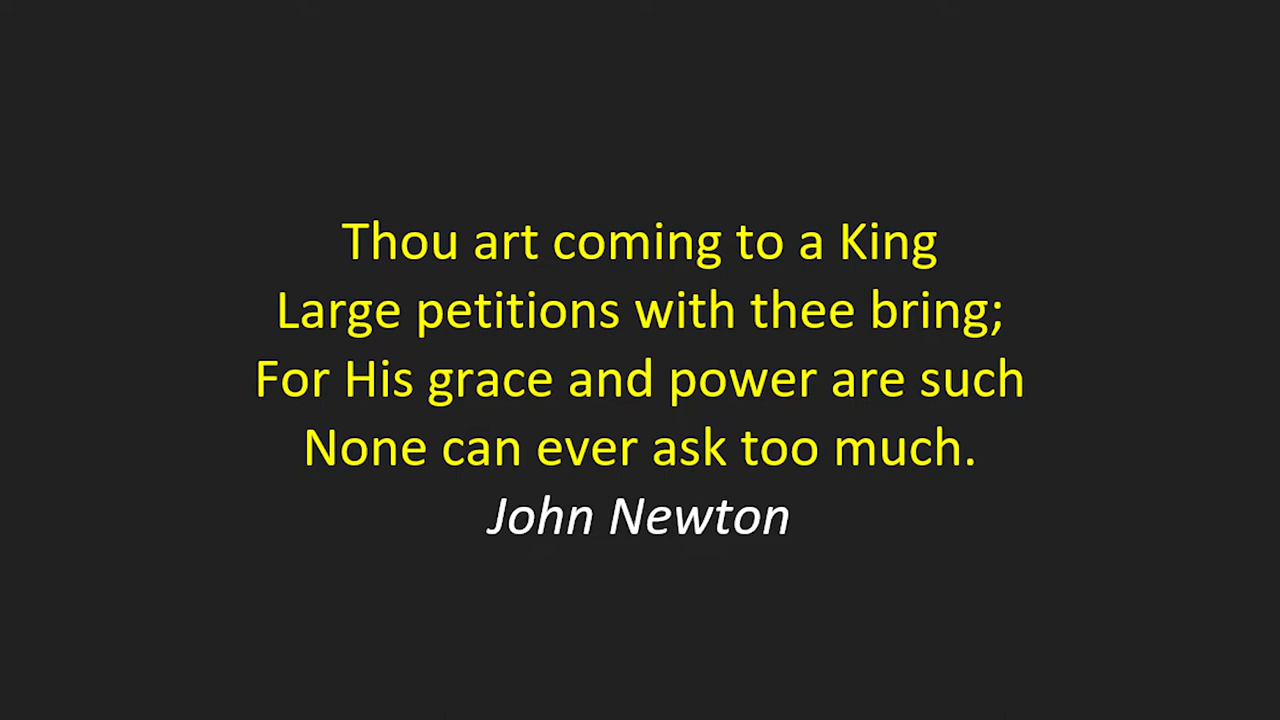 Thou art coming to a King
Large petitions with thee bring;
For His grace and power are such
None can ever ask too much.
John Newton